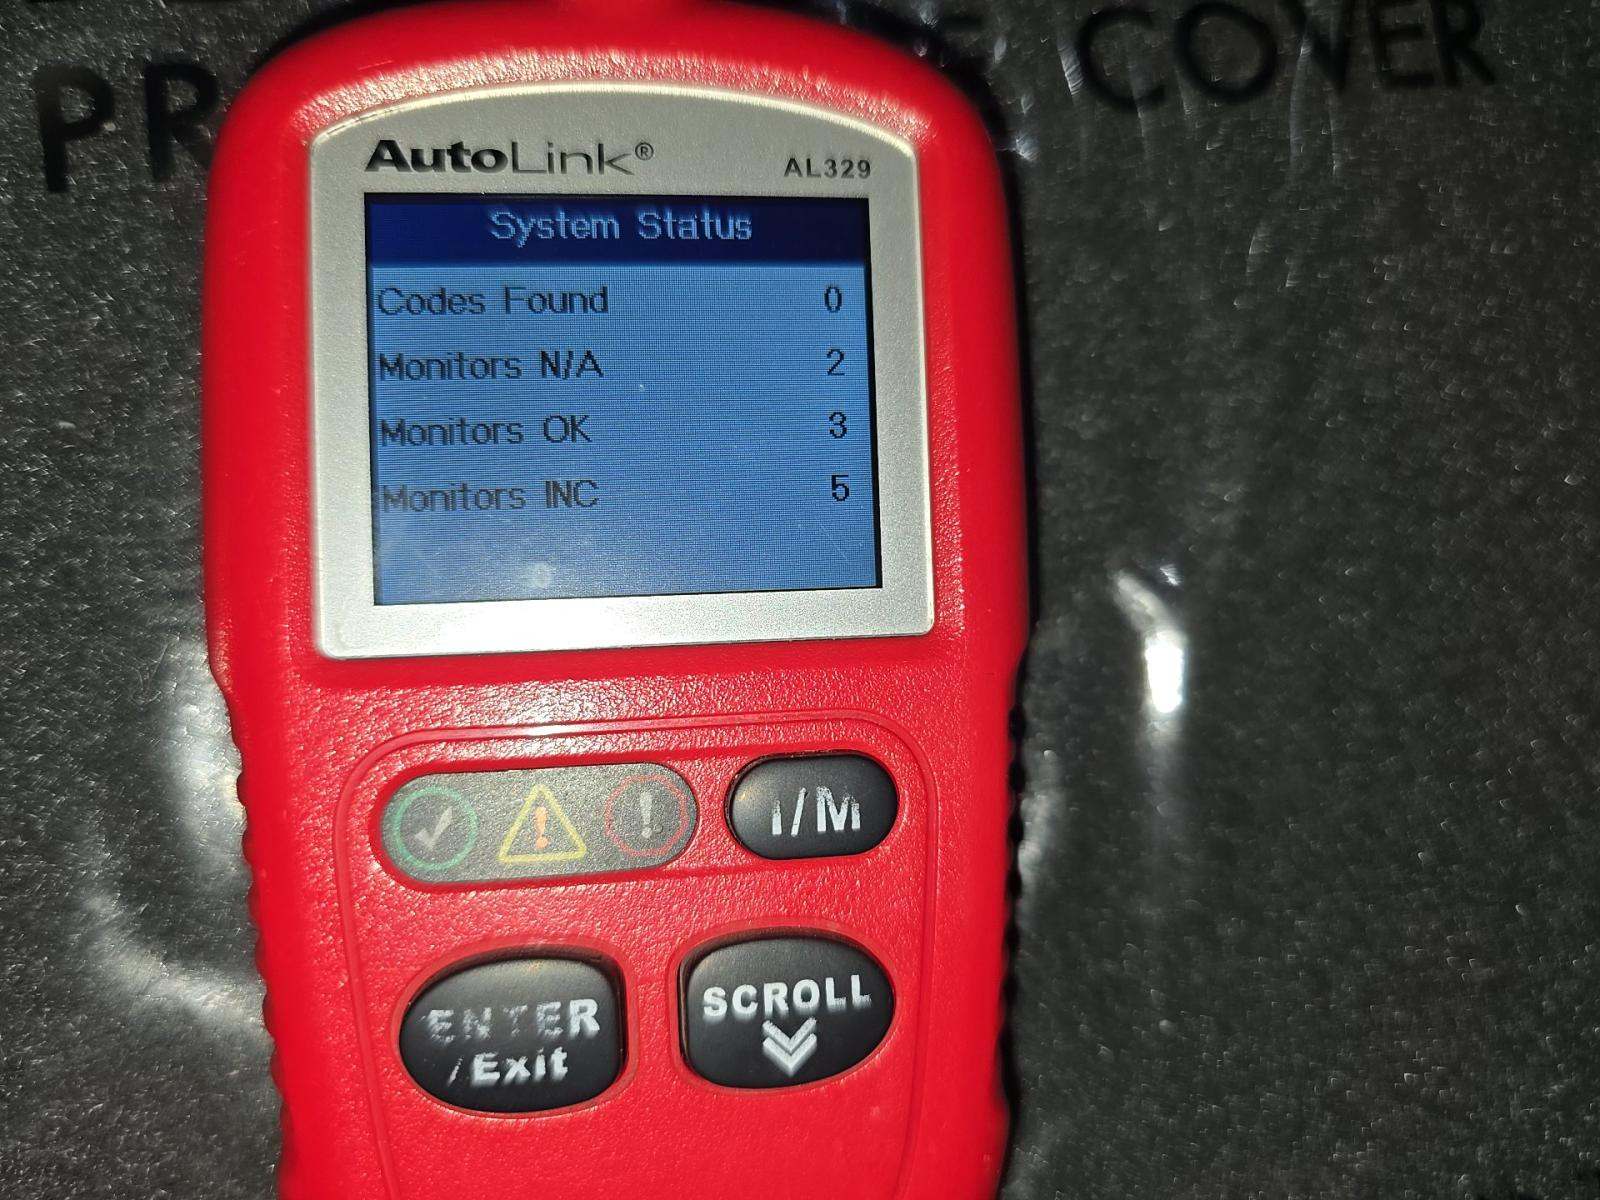 COVER
AutoLink®
AL329
System Status
Codes Found 0
Monitors N/A 2
Monitors OK 3
Monitors INC 5
I/M
ENTER
/Exit
SCROLL